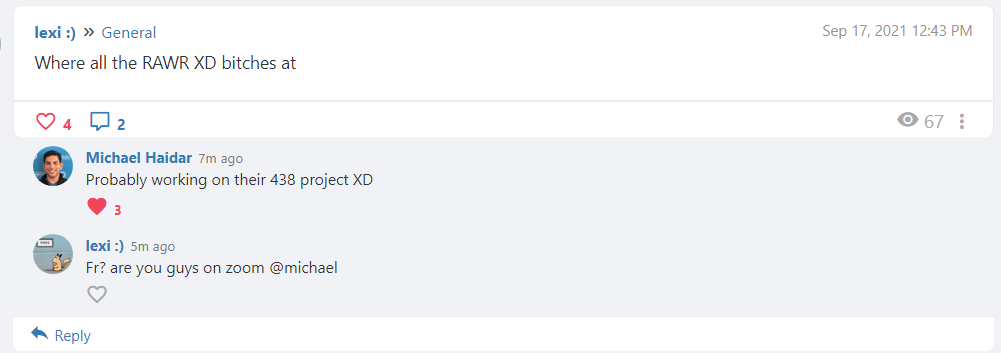 lexi :) » General
Sep 17, 2021 12:43 PM
Where all the RAWR XD bitches at
4 2
67
Michael Haidar 7m ago
Probably working on their 438 project XD
3
lexi :) 5m ago
Fr? are you guys on zoom @michael
Reply